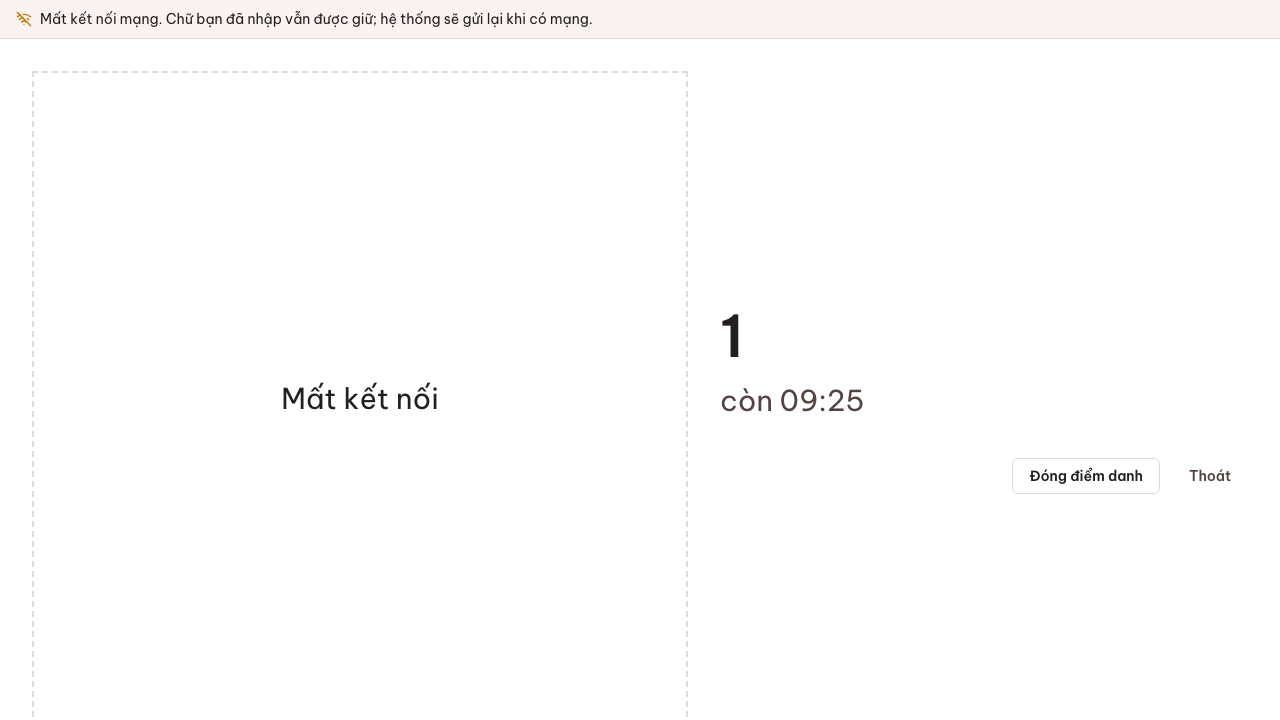 Mất kết nối mạng. Chữ bạn đã nhập vẫn được giữ; hệ thống sẽ gửi lại khi có mạng.
Mất kết nối
1
còn 09:25
Đóng điểm danh
Thoát